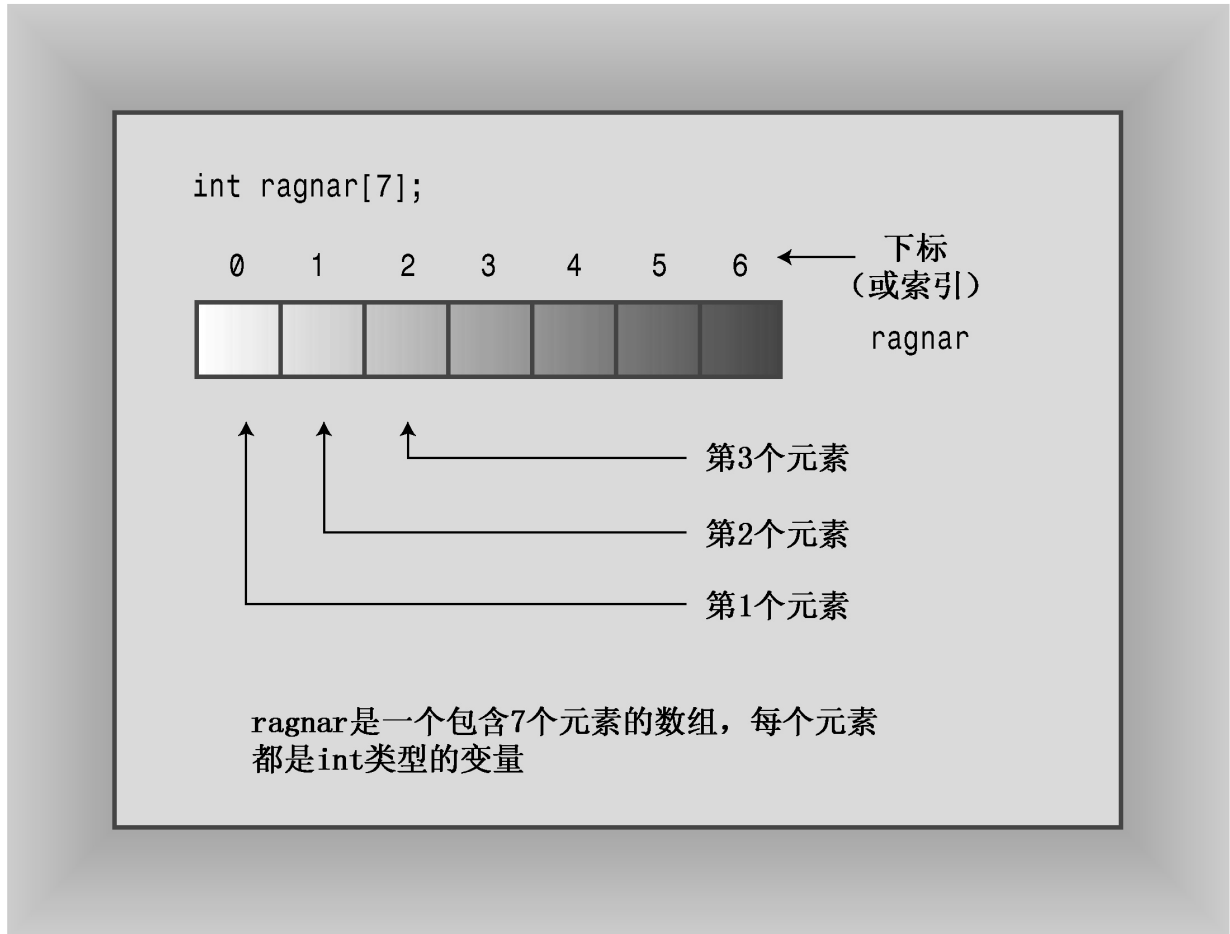 int ragnar[7];
0 1 2 3 4 5 6
下标
（或索引）
ragnar
第3个元素
第2个元素
第1个元素
ragnar是一个包含7个元素的数组，每个元素
都是int类型的变量